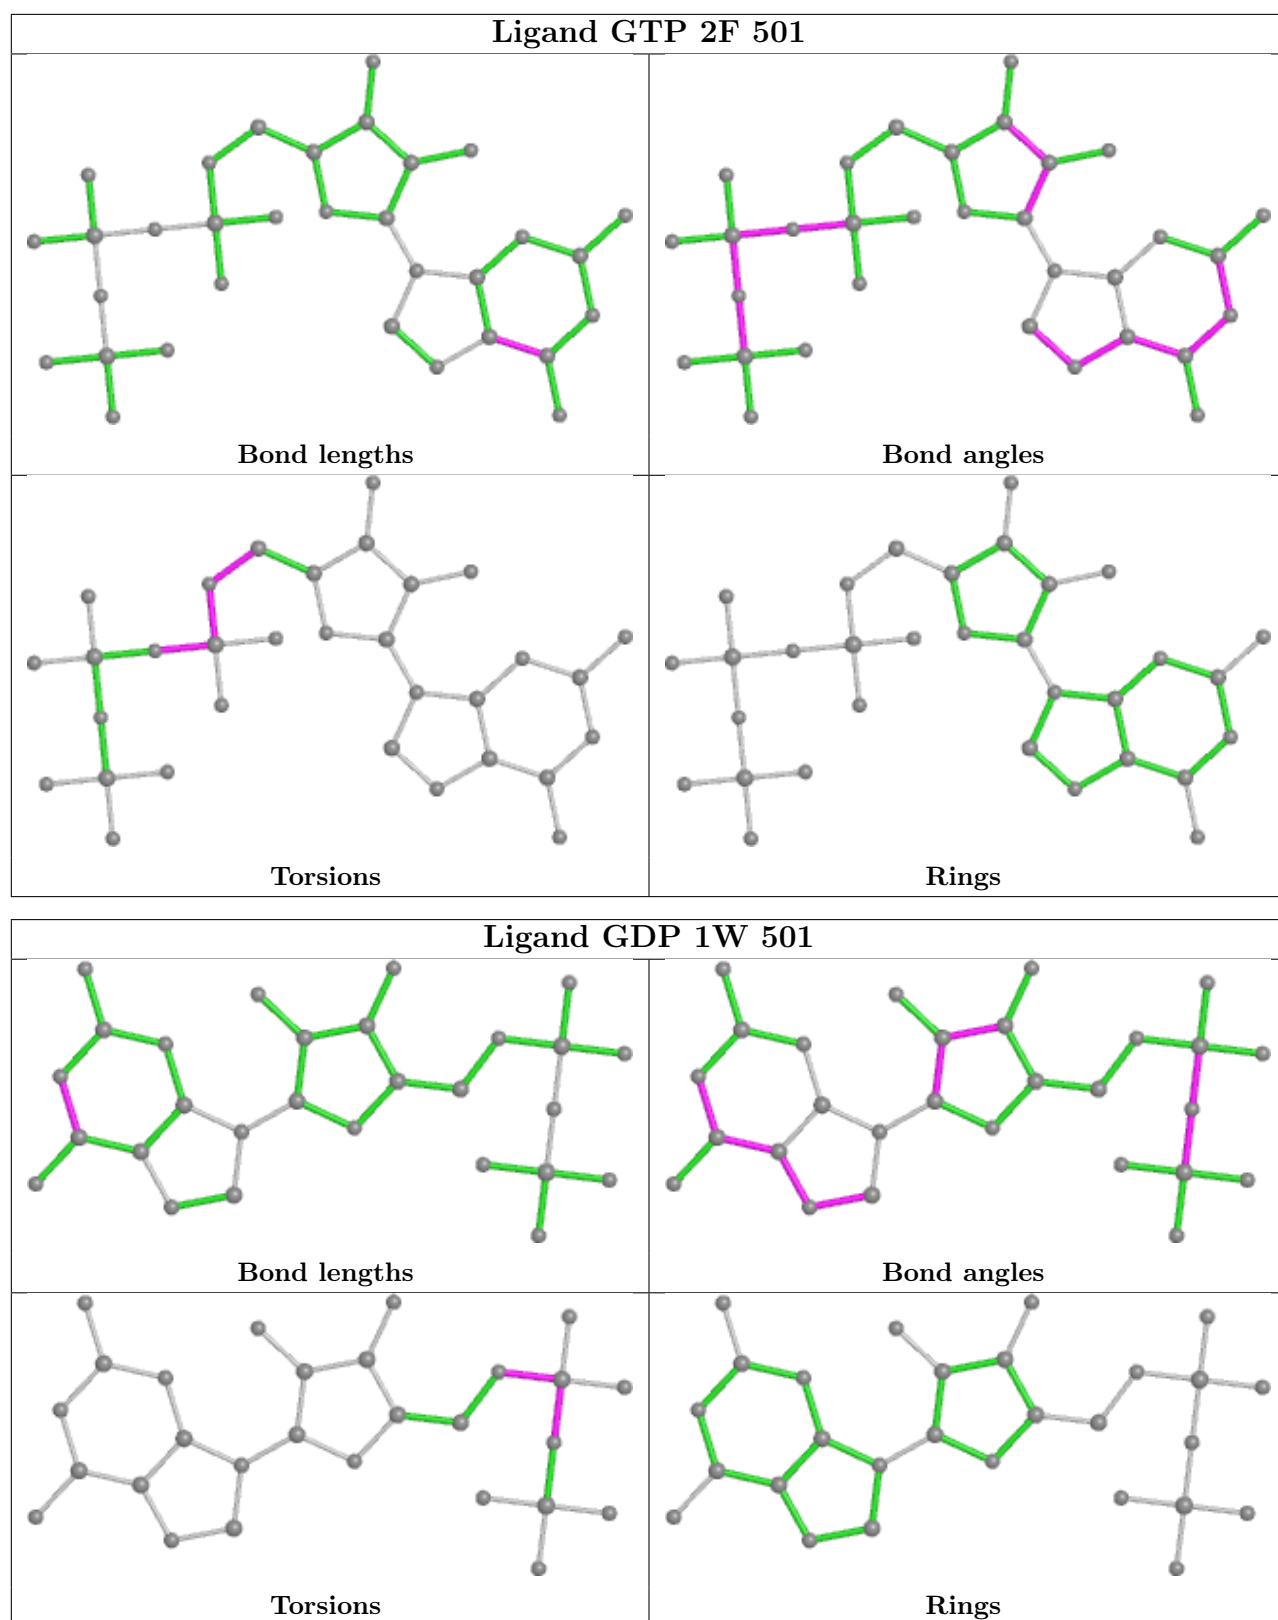 Ligand GTP 2F 501
Bond lengths
Bond angles
Torsions
Rings
Ligand GDP 1W 501
Bond lengths
Bond angles
Torsions
Rings